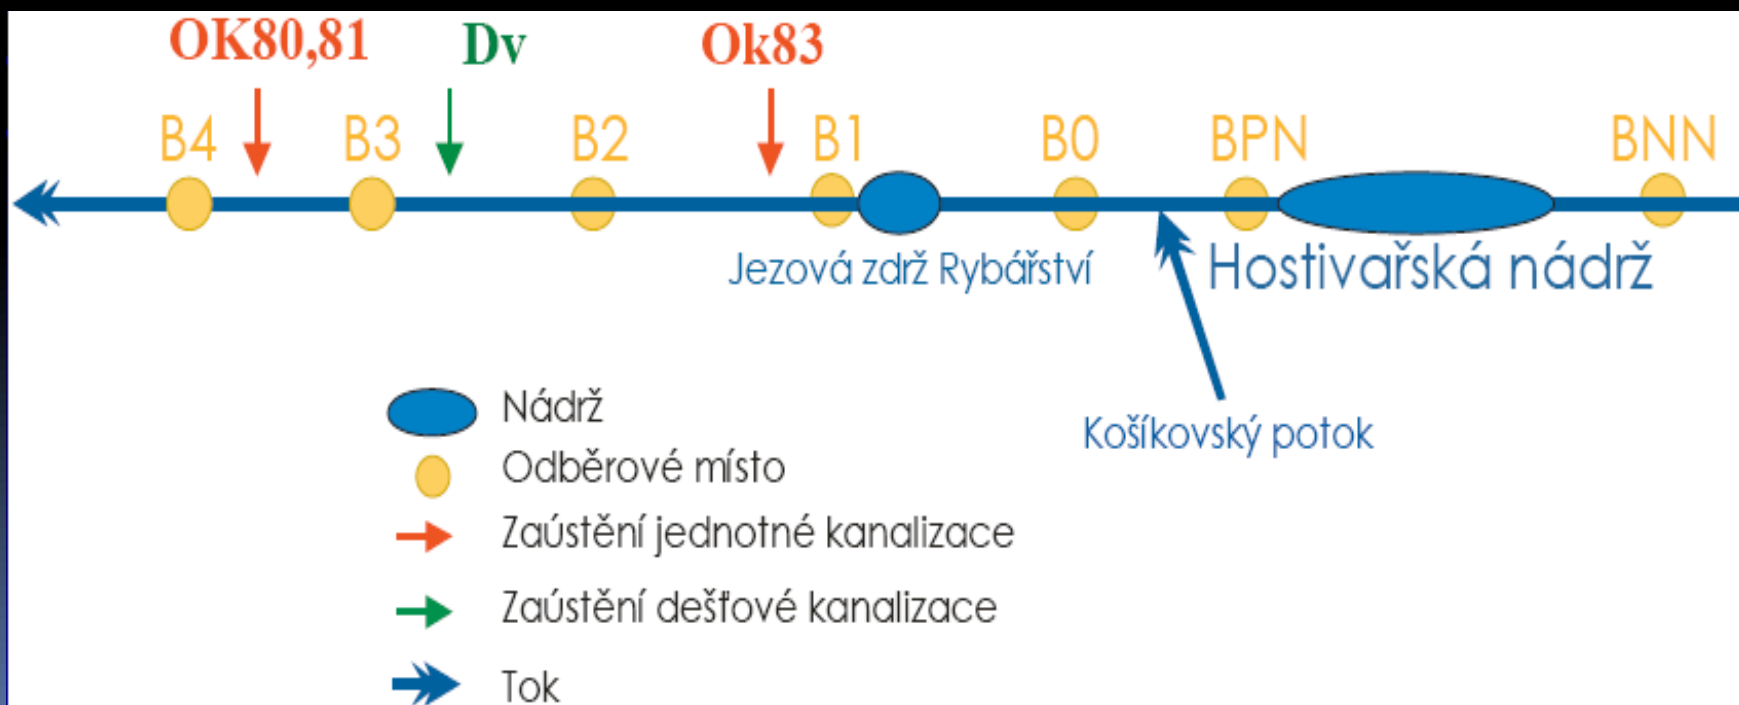 OK80,81 Dv Ok83
B4 B3 B2 B1 B0 BPN BNN
Jezová zdrž Rybářství Hostivařská nádrž
Košíkovský potok
Nádrž
Odběrové místo
Zaústění jednotné kanalizace
Zaústění dešťové kanalizace
Tok